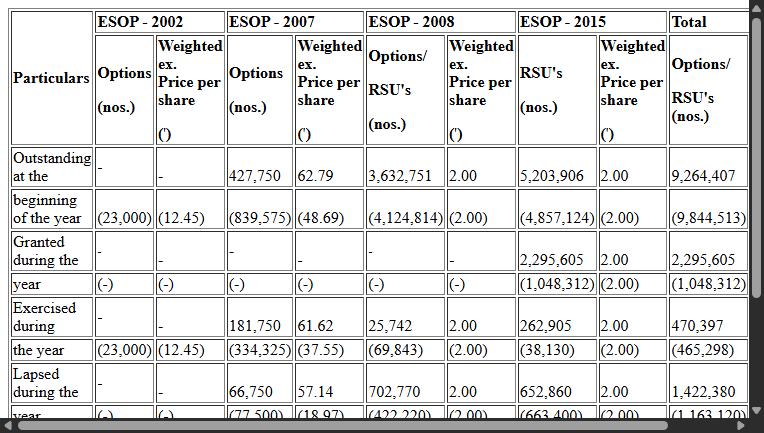 Particulars ESOP - 2002 ESOP - 2007 ESOP - 2008 ESOP - 2015 Total
Options (nos.) Weighted ex. Price per share (') Options (nos.) Weighted ex. Price per share (') Options/ RSU's (nos.) Weighted ex. Price per share (') RSU's (nos.) Weighted ex. Price per share (') Options/ RSU's (nos.)
Outstanding at the - - 427,750 62.79 3,632,751 2.00 5,203,906 2.00 9,264,407
beginning of the year (23,000) (12.45) (839,575) (48.69) (4,124,814) (2.00) (4,857,124) (2.00) (9,844,513)
Granted during the - - - - - - 2,295,605 2.00 2,295,605
year (-) (-) (-) (-) (-) (-) (1,048,312) (2.00) (1,048,312)
Exercised during - - 181,750 61.62 25,742 2.00 262,905 2.00 470,397
the year (23,000) (12.45) (334,325) (37.55) (69,843) (2.00) (38,130) (2.00) (465,298)
Lapsed during the - - 66,750 57.14 702,770 2.00 652,860 2.00 1,422,380
year (-) (-) (77,500) (18.97) (422,220) (2.00) (663,400) (2.00) (1,163,120)